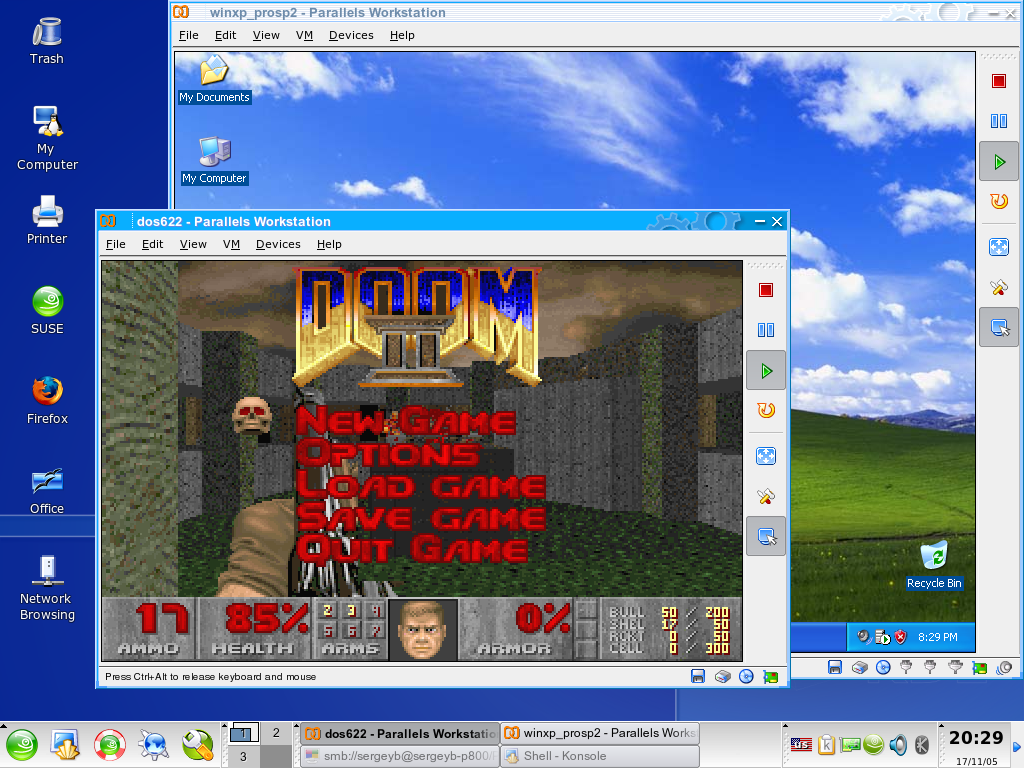 Trash
My
Computer
Printer
SUSE
Firefox
Office
Network
Browsing
winxp_prosp2 - Parallels Workstation
File Edit View VM Devices Help
My Documents
My Computer
Recycle Bin
8:29 PM
dos622 - Parallels Workstation
File Edit View VM Devices Help
DOOM
II
New Game
Options
Load game
Save game
Quit Game
17 85% 2 3 4 0% BULL 50 / 200
5 6 7 SHEL 17 / 50
RCKT 0 / 50
AMMO HEALTH ARMS ARMOR CELL 0 / 300
Press Ctrl+Alt to release keyboard and mouse
1 2
3
dos622 - Parallels Workstatio
winxp_prosp2 - Parallels Works
smb://sergeyb@sergeyb-p800/
Shell - Konsole
20:29
17/11/05